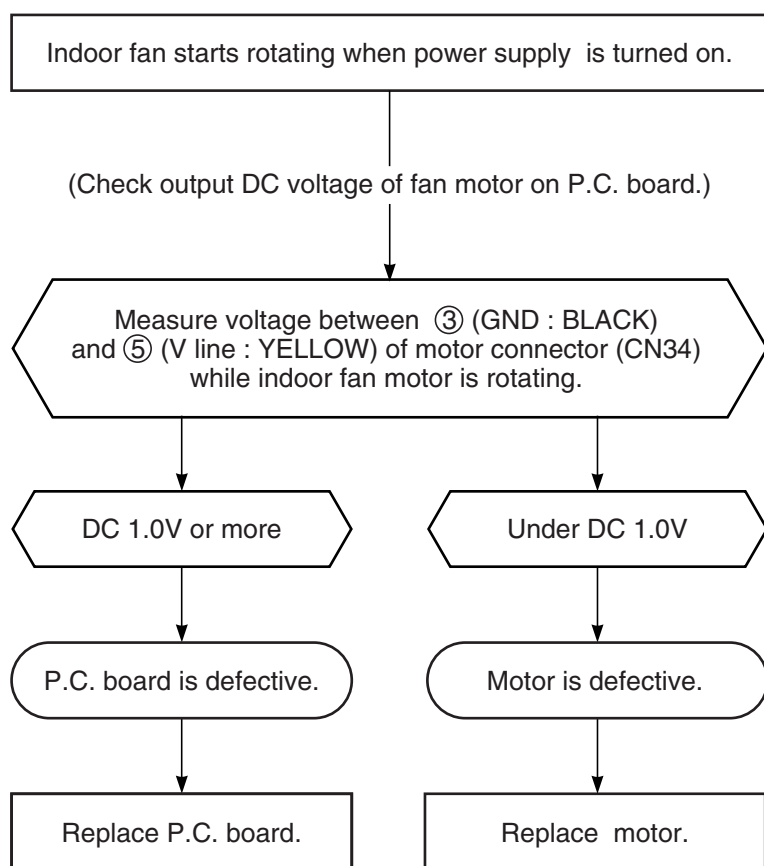 Indoor fan starts rotating when power supply is turned on.
(Check output DC voltage of fan motor on P.C. board.)
Measure voltage between ③ (GND : BLACK)
and ⑤ (V line : YELLOW) of motor connector (CN34)
while indoor fan motor is rotating.
DC 1.0V or more
Under DC 1.0V
P.C. board is defective.
Motor is defective.
Replace P.C. board.
Replace motor.